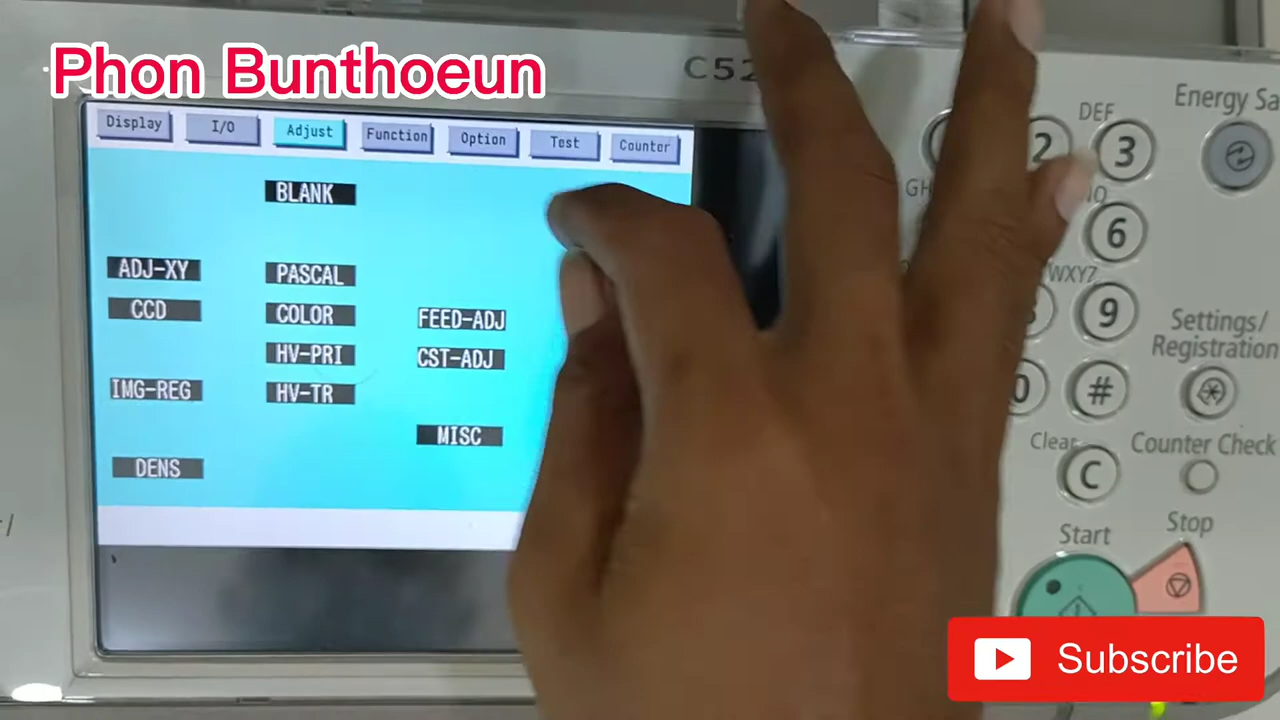 Phon Bunthoeun
C52
Energy Sa
Display
I/O
Adjust
Function
Option
Test
Counter
DEF
2
3
BLANK
GH
6
ADJ-XY
PASCAL
WXYZ
CCD
COLOR
FEED-ADJ
9
Settings/
Registration
HV-PRI
CST-ADJ
IMG-REG
HV-TR
0
#
MISC
Clear
Counter Check
DENS
C
Start
Stop
Subscribe